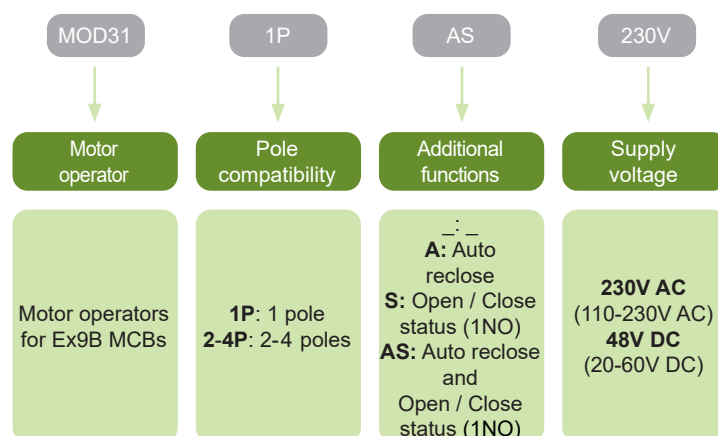 MOD31
1P
AS
230V
Motor
operator
Pole
compatibility
Additional
functions
Supply
voltage
Motor operators
for Ex9B MCBs
1P: 1 pole
2-4P: 2-4 poles
_: _
A: Auto
reclose
S: Open / Close
status (1NO)
AS: Auto reclose
and
Open / Close
status (1NO)
230V AC
(110-230V AC)
48V DC
(20-60V DC)